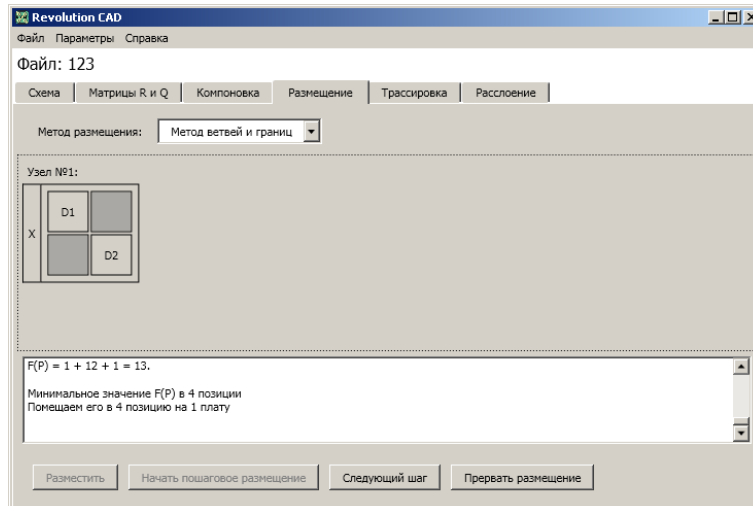 Revolution CAD
Файл Параметры Справка
Файл: 123
Схема Матрицы R и Q Компоновка Размещение Трассировка Расслоение
Метод размещения: Метод ветвей и границ
Узел №1:
D1
X
D2
F(P) = 1 + 12 + 1 = 13.
Минимальное значение F(P) в 4 позиции
Помещаем его в 4 позицию на 1 плату
Разместить Начать пошаговое размещение Следующий шаг Прервать размещение